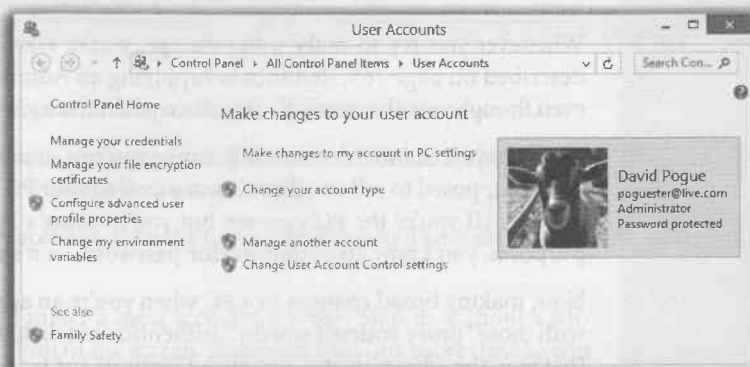 User Accounts
Control Panel ▸ All Control Panel Items ▸ User Accounts
Search Con...
Control Panel Home
Manage your credentials
Manage your file encryption
certificates
Configure advanced user
profile properties
Change my environment
variables
See also
Family Safety
Make changes to your user account
Make changes to my account in PC settings
Change your account type
Manage another account
Change User Account Control settings
David Pogue
poguester@live.com
Administrator
Password protected